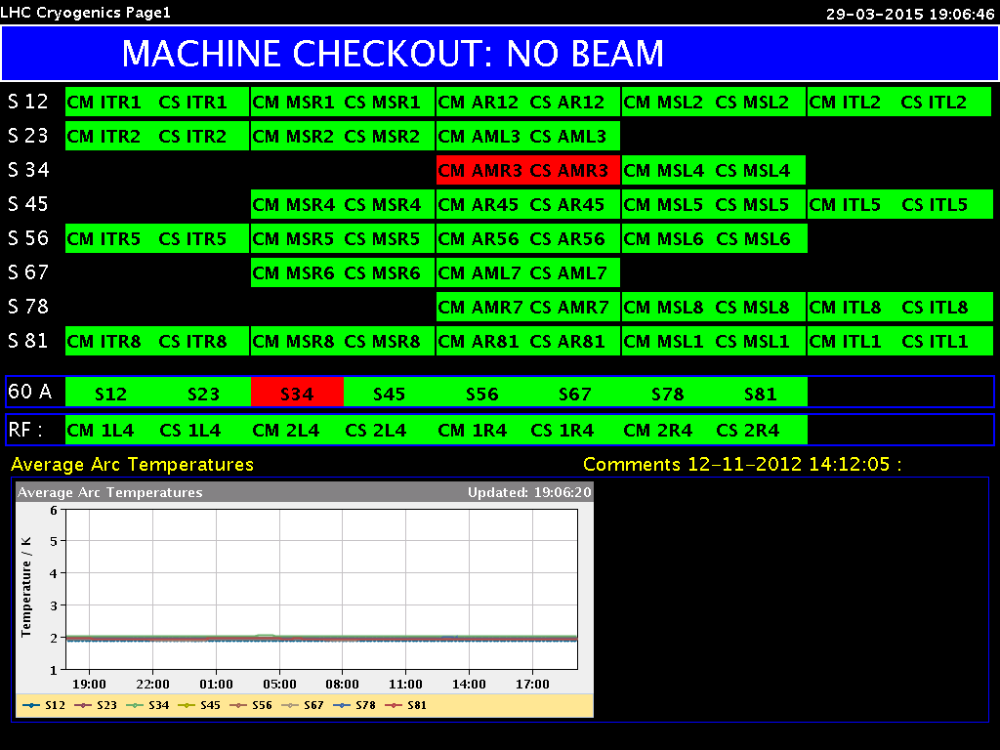 LHC Cryogenics Page1 29-03-2015 19:06:46
MACHINE CHECKOUT: NO BEAM
S 12 CM ITR1 CS ITR1 CM MSR1 CS MSR1 CM AR12 CS AR12 CM MSL2 CS MSL2 CM ITL2 CS ITL2
S 23 CM ITR2 CS ITR2 CM MSR2 CS MSR2 CM AML3 CS AML3
S 34 CM AMR3 CS AMR3 CM MSL4 CS MSL4
S 45 CM MSR4 CS MSR4 CM AR45 CS AR45 CM MSL5 CS MSL5 CM ITL5 CS ITL5
S 56 CM ITR5 CS ITR5 CM MSR5 CS MSR5 CM AR56 CS AR56 CM MSL6 CS MSL6
S 67 CM MSR6 CS MSR6 CM AML7 CS AML7
S 78 CM AMR7 CS AMR7 CM MSL8 CS MSL8 CM ITL8 CS ITL8
S 81 CM ITR8 CS ITR8 CM MSR8 CS MSR8 CM AR81 CS AR81 CM MSL1 CS MSL1 CM ITL1 CS ITL1
60 A S12 S23 S34 S45 S56 S67 S78 S81
RF : CM 1L4 CS 1L4 CM 2L4 CS 2L4 CM 1R4 CS 1R4 CM 2R4 CS 2R4
Average Arc Temperatures Comments 12-11-2012 14:12:05 :
Average Arc Temperatures Updated: 19:06:20
Temperature / K
6
5
4
3
2
1
19:00 22:00 01:00 05:00 08:00 11:00 14:00 17:00
S12 S23 S34 S45 S56 S67 S78 S81